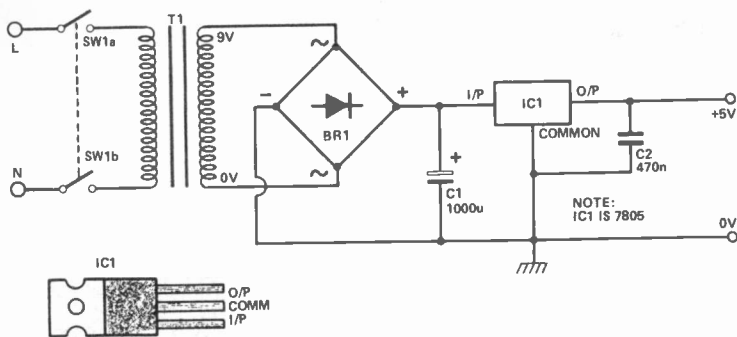 L
SW1a
T1
9V
~
−
+
BR1
I/P
IC1
O/P
COMMON
+5V
+
C1
1000u
C2
470n
N
SW1b
0V
~
NOTE:
IC1 IS 7805
0V
IC1
O/P
COMM
I/P